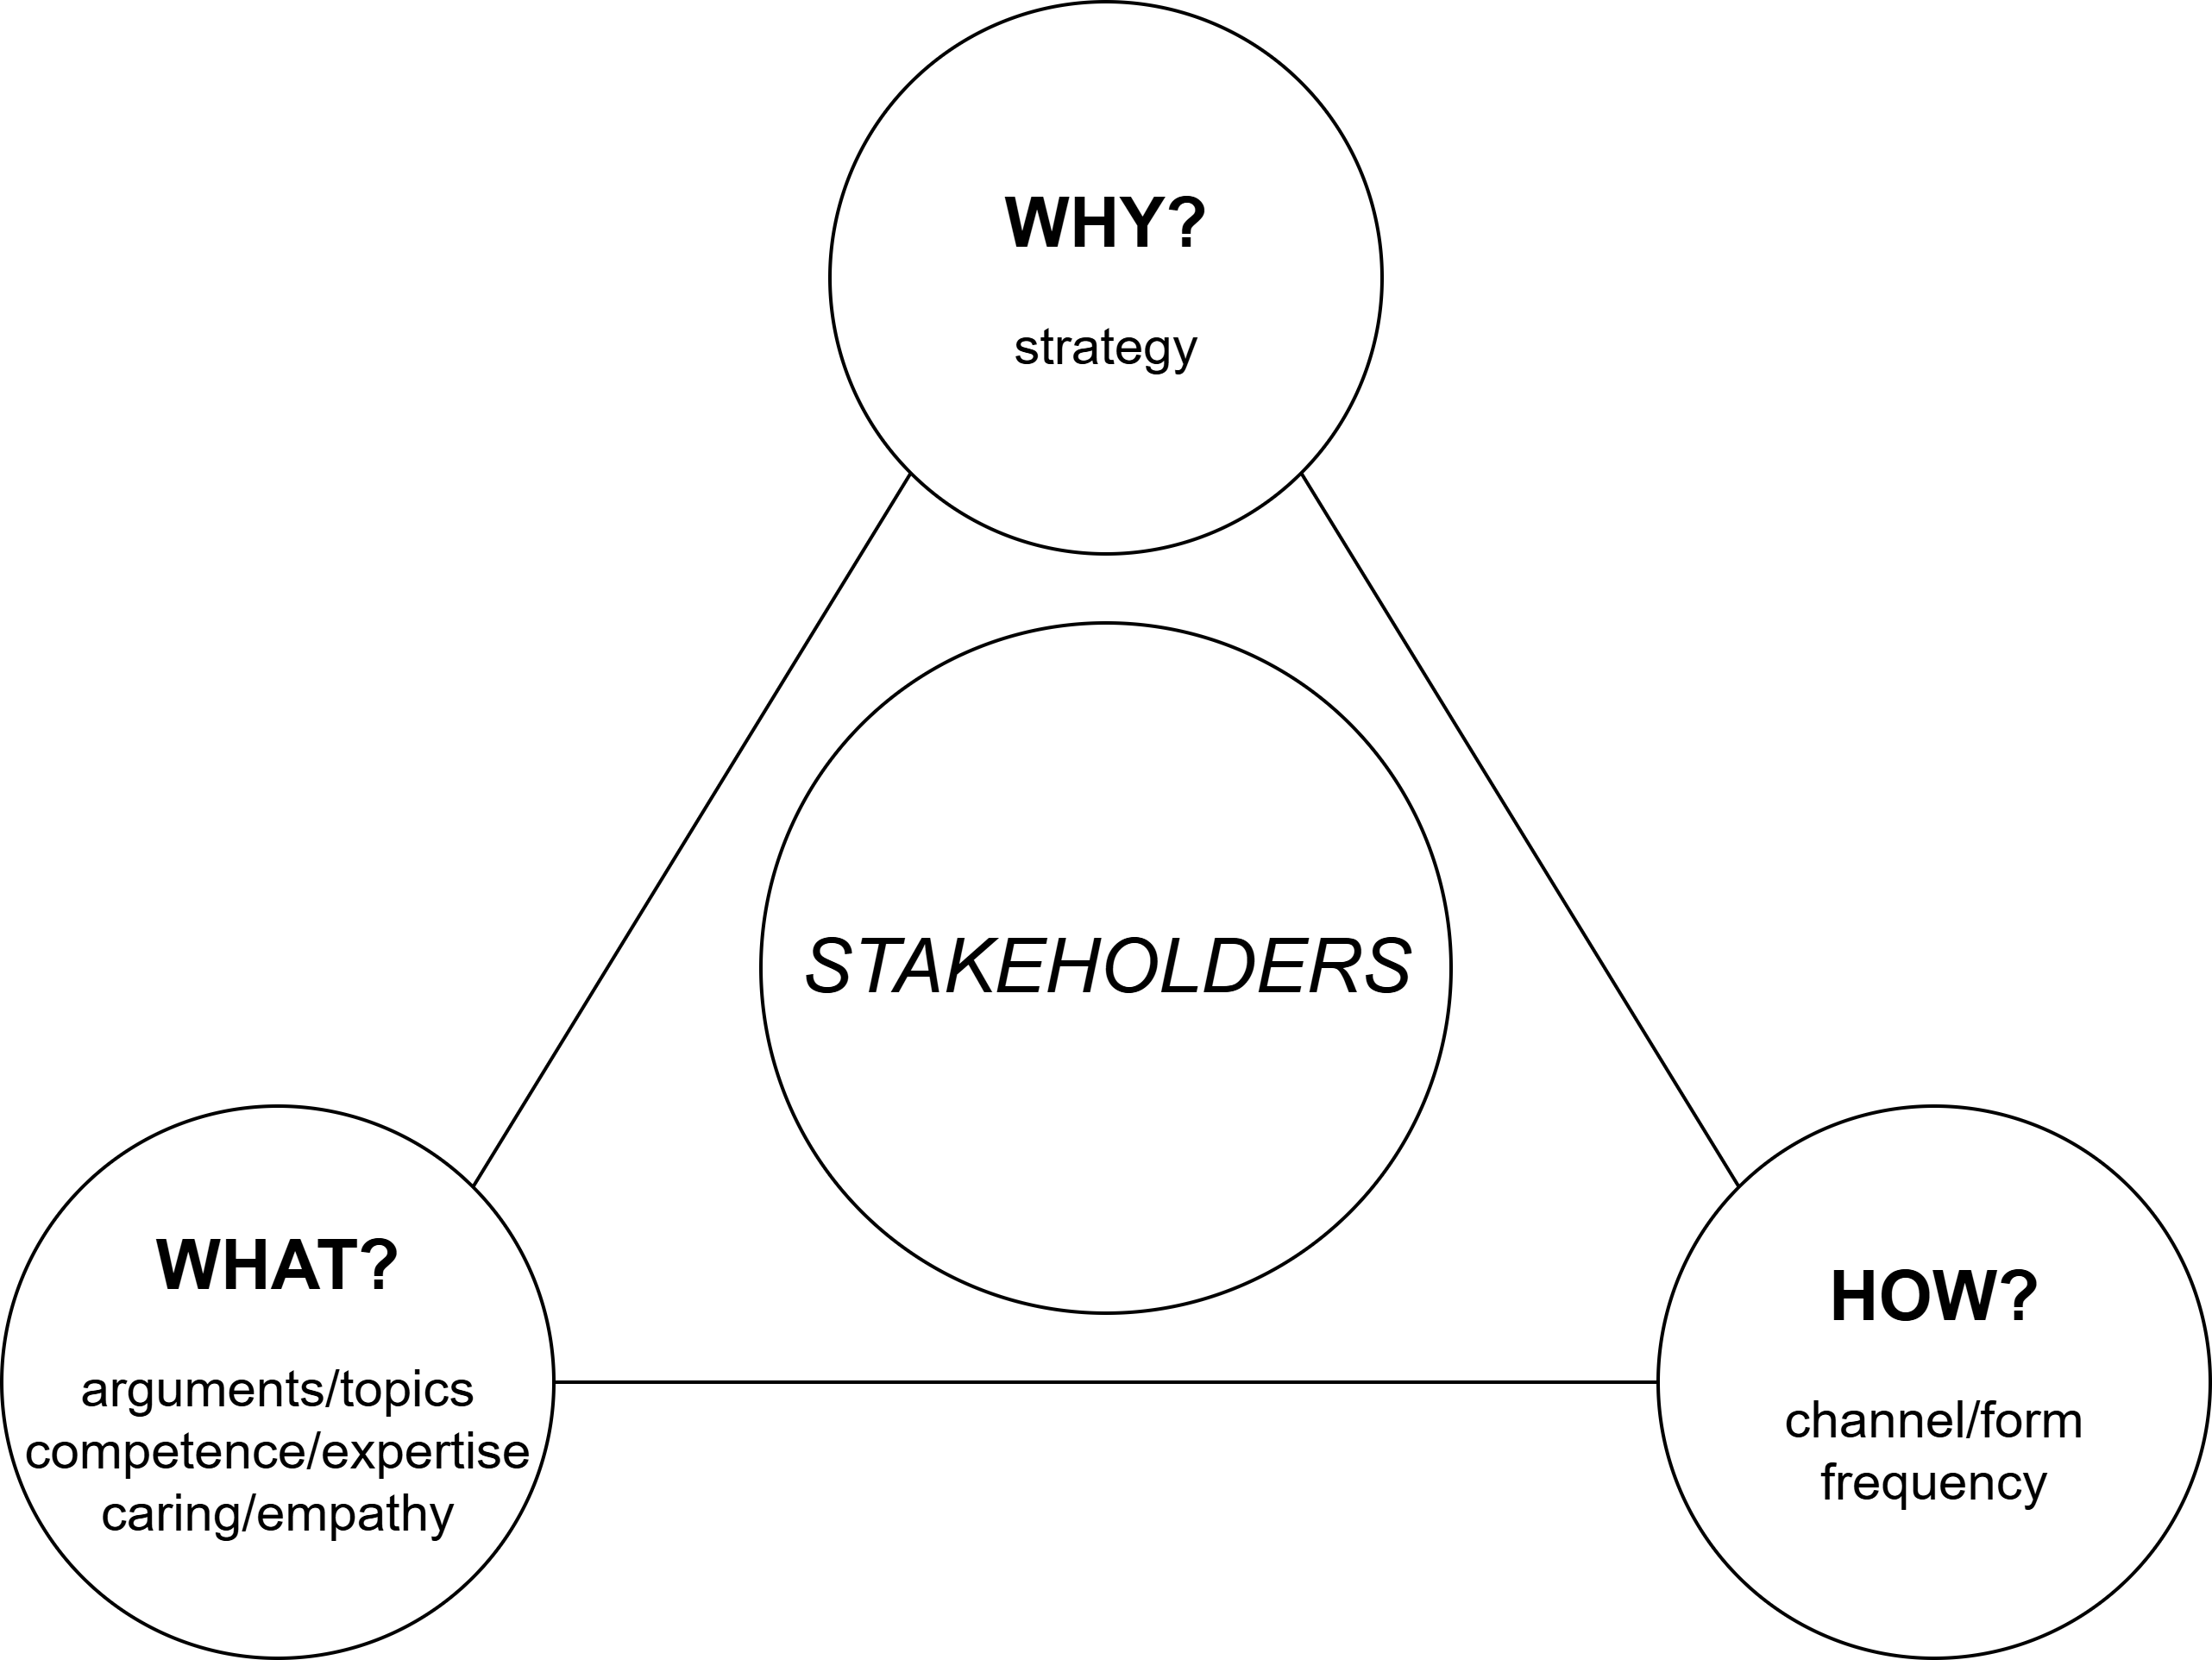 WHY?
strategy
STAKEHOLDERS
WHAT?
arguments/topics
competence/expertise
caring/empathy
HOW?
channel/form
frequency